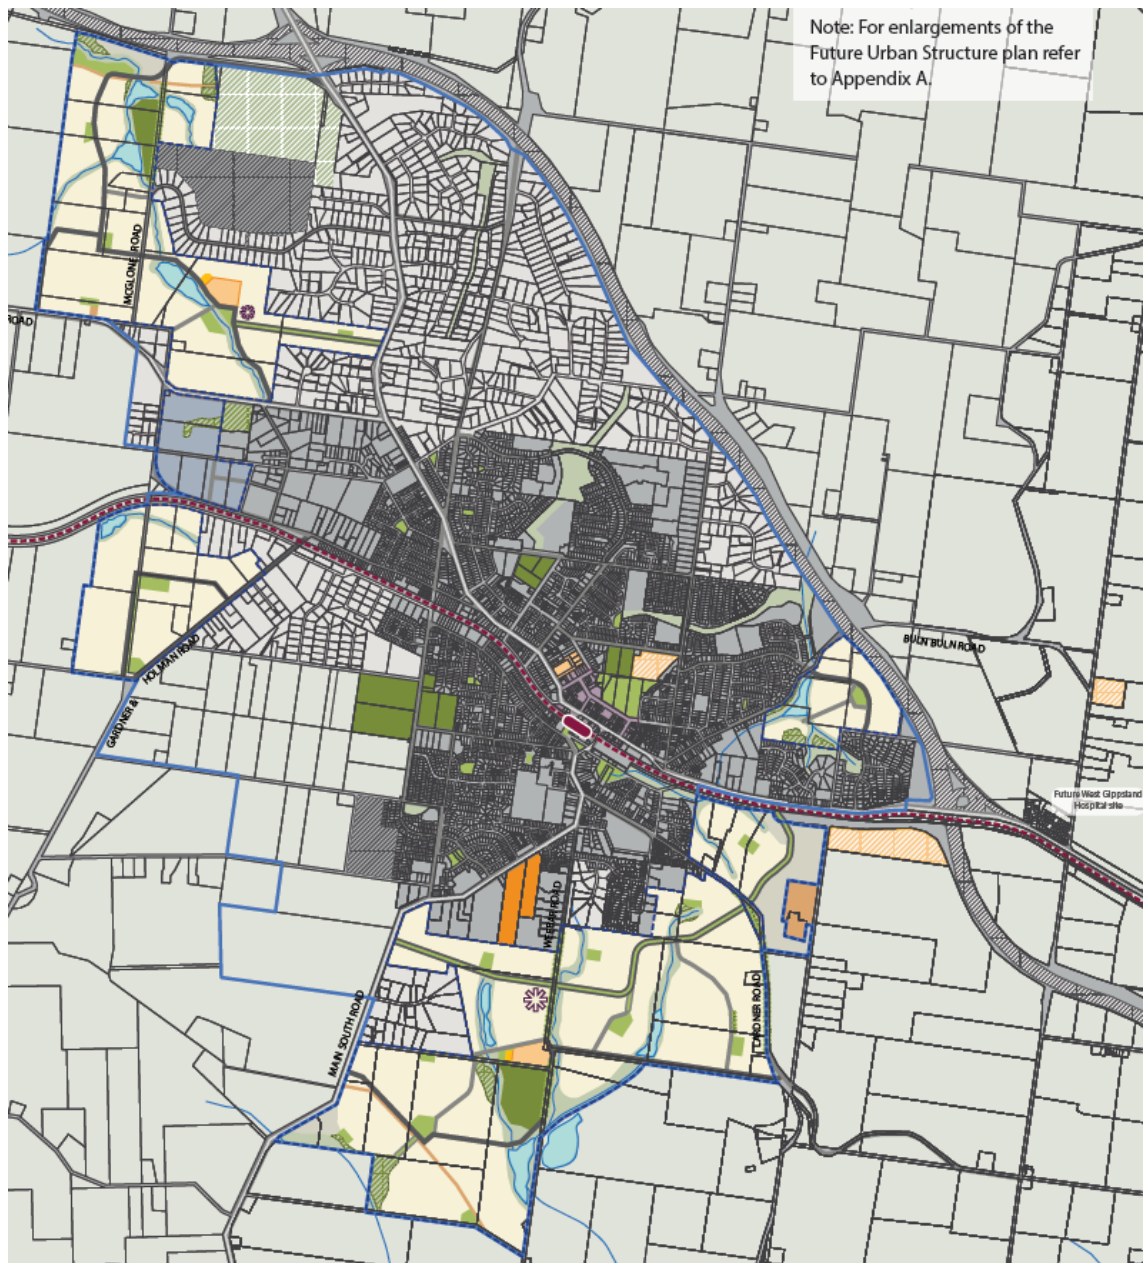 Note: For enlargements of the
Future Urban Structure plan refer
to Appendix A.
MCGLONE ROAD
ROAD
BULN BULN ROAD
HOLMAN ROAD
GARDNER &
Future West Gippsland
Hospital site
WERRAP ROAD
LARDNER ROAD
MAIN SOUTH ROAD